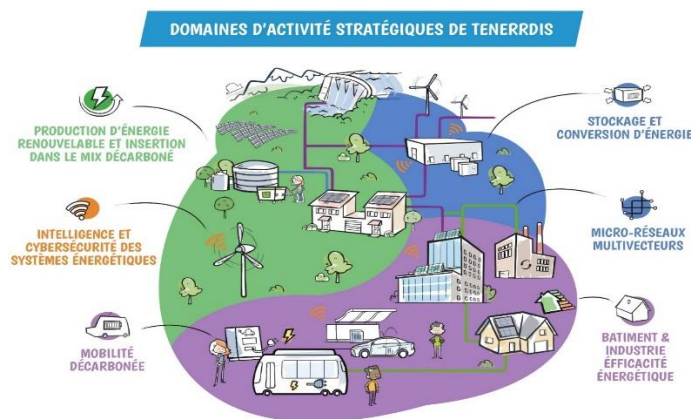 DOMAINES D'ACTIVITÉ STRATÉGIQUES DE TENERRDIS
PRODUCTION D'ÉNERGIE
RENOUVELABLE ET INSERTION
DANS LE MIX DÉCARBONÉ
STOCKAGE ET
CONVERSION D'ÉNERGIE
INTELLIGENCE ET
CYBERSÉCURITÉ DES
SYSTÈMES ÉNERGÉTIQUES
MICRO-RÉSEAUX
MULTIVECTEURS
MOBILITÉ
DÉCARBONÉE
BATIMENT &
INDUSTRIE
ÉFFICACITÉ
ÉNERGÉTIQUE